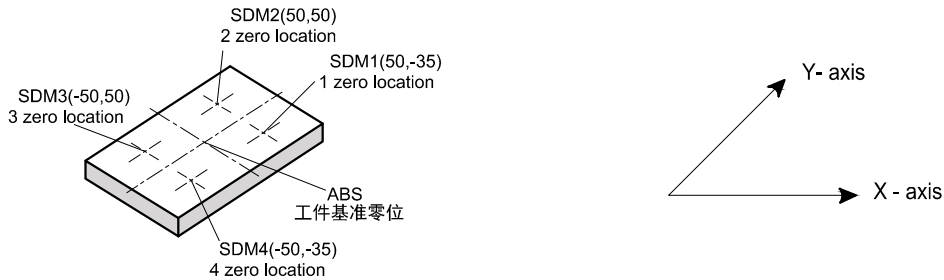 SDM2(50,50)
2 zero location
SDM1(50,-35)
1 zero location
SDM3(-50,50)
3 zero location
ABS
工件基准零位
SDM4(-50,-35)
4 zero location
Y- axis
X - axis